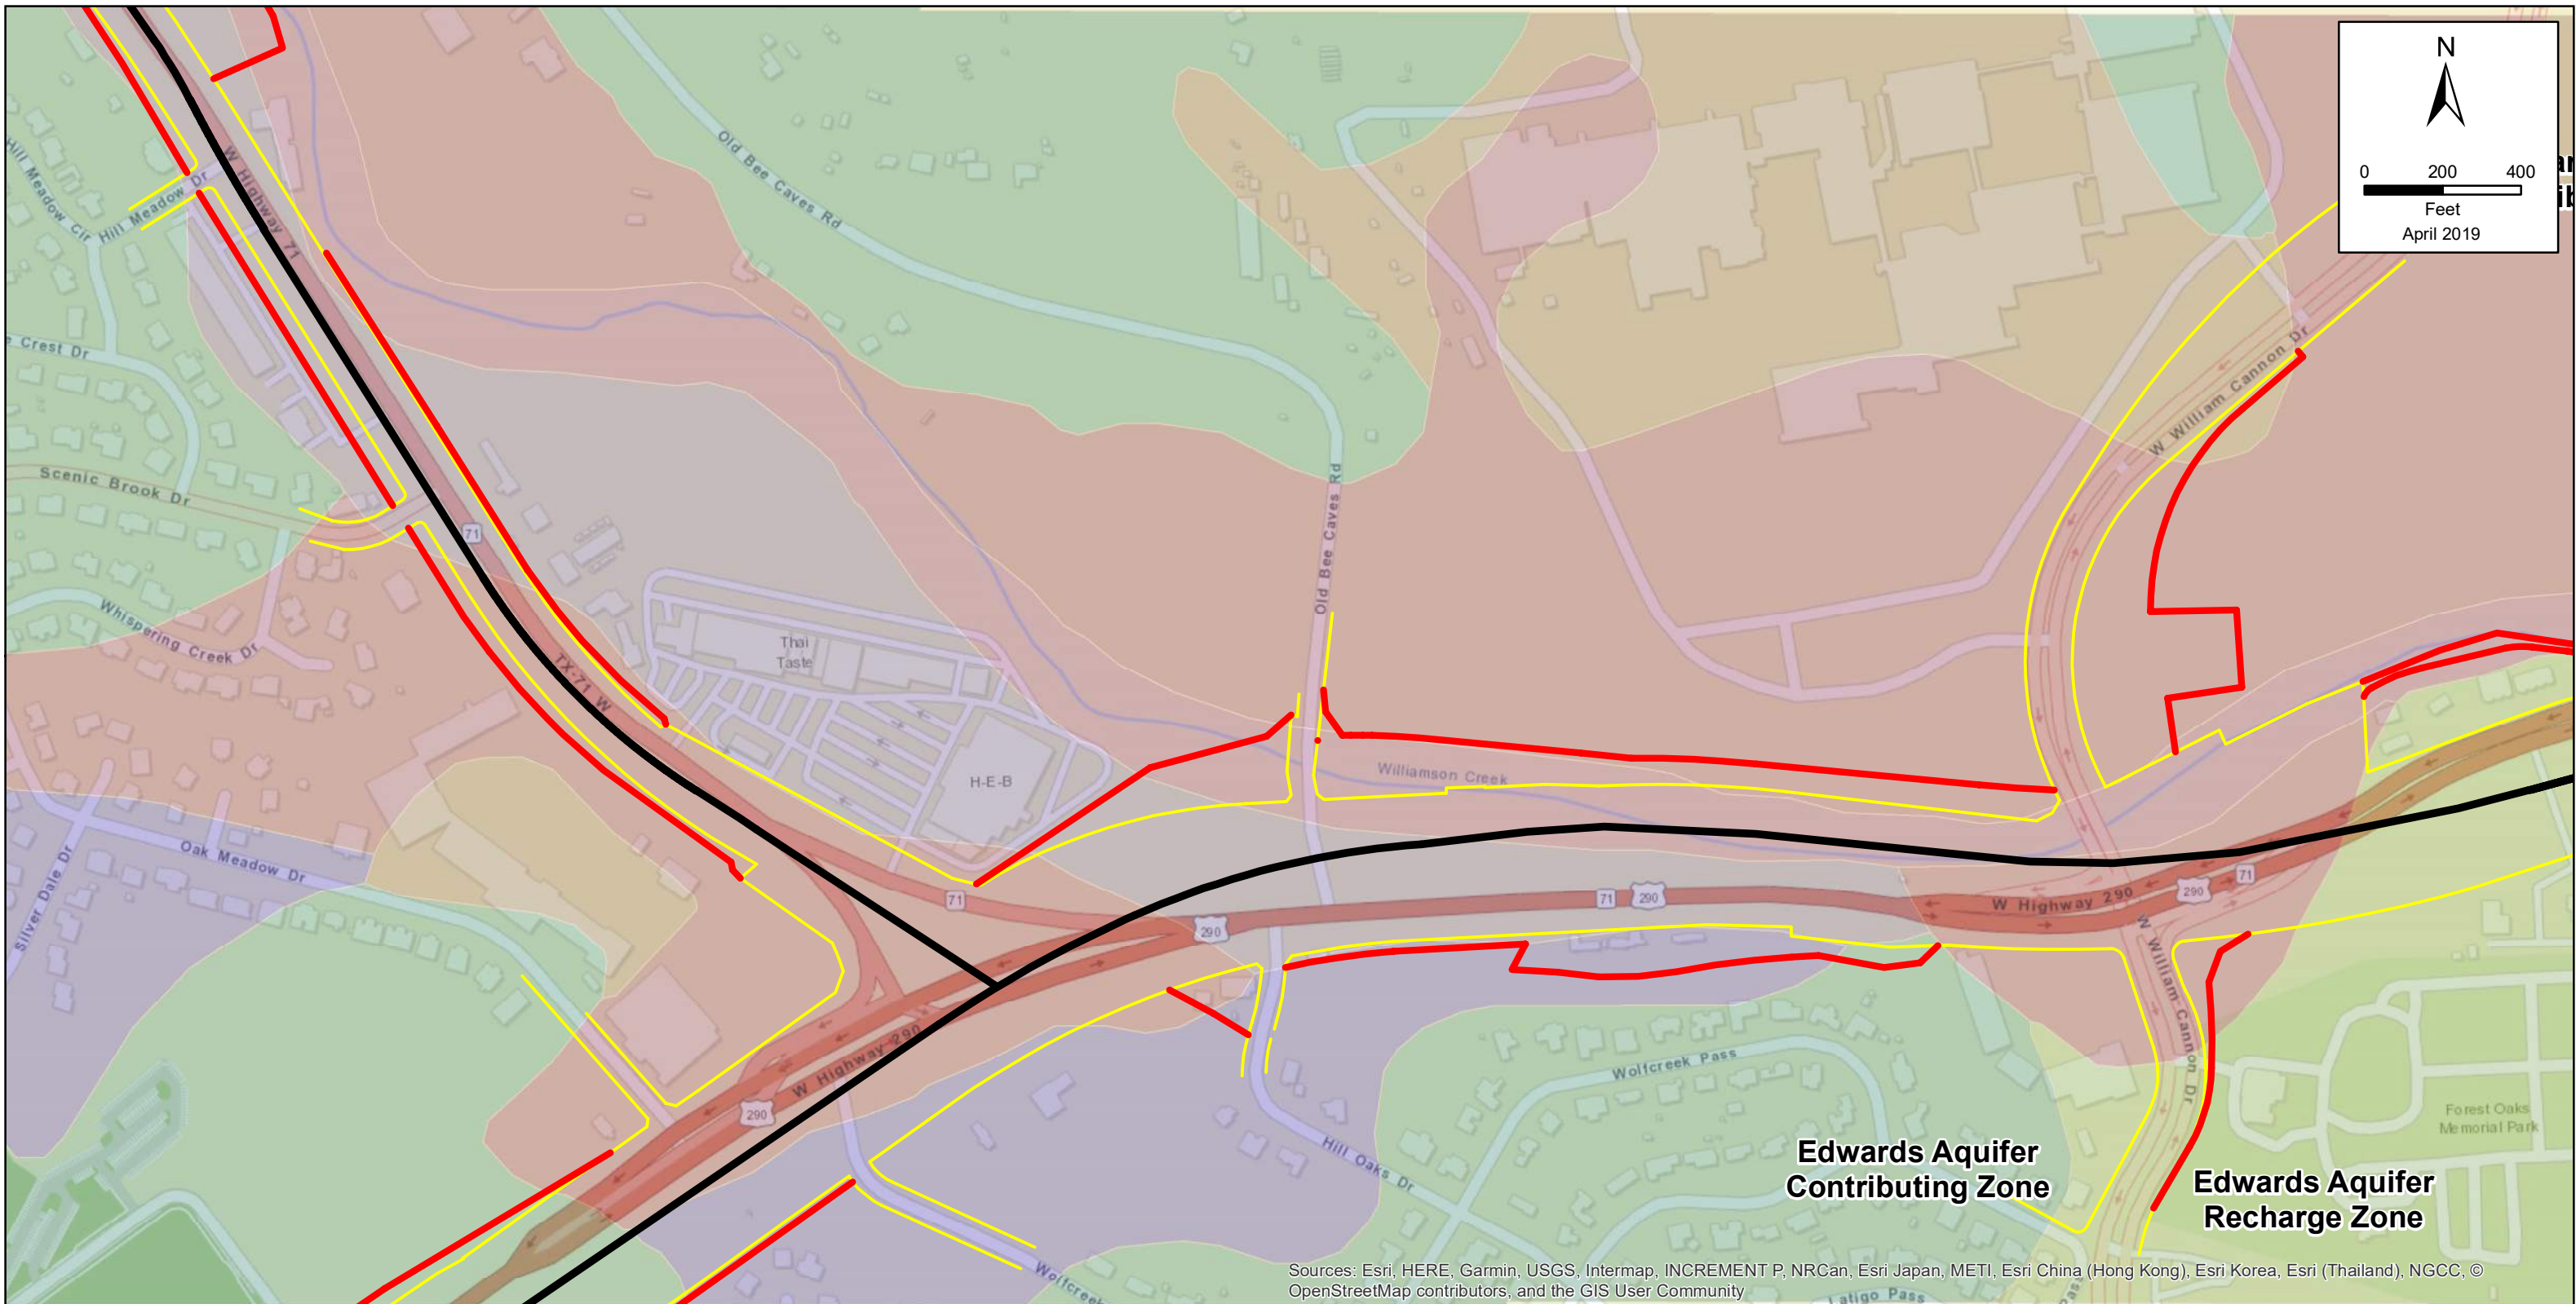 N
0 200 400
Feet
April 2019
Old Bee Caves Rd
W Highway 71
Hill Meadow Dr
Hill Meadow Cir
Crest Dr
Scenic Brook Dr
71
W William Cannon Dr
Old Bee Caves Rd
Whispering Creek Dr
Thai
Taste
TX-71 W
H-E-B
Williamson Creek
Oak Meadow Dr
Silver Dale Dr
71
290
71
290
W Highway 290
290
71
W Highway 290
290
W William Cannon Dr
Wolfcreek Pass
Forest Oaks
Memorial Park
Hill Oaks Dr
Edwards Aquifer
Contributing Zone
Edwards Aquifer
Recharge Zone
Wolfcreek
Latigo Pass
Pass
Sources: Esri, HERE, Garmin, USGS, Intermap, INCREMENT P, NRCan, Esri Japan, METI, Esri China (Hong Kong), Esri Korea, Esri (Thailand), NGCC, ©
OpenStreetMap contributors, and the GIS User Community